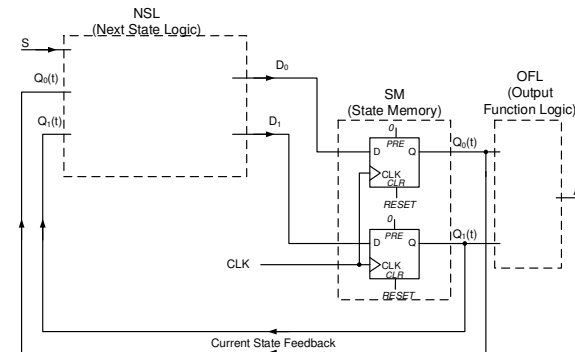 NSL
(Next State Logic)
S
Q₀(t)
Q₁(t)
D₀
D₁
SM
(State Memory)
0
PRE
D
Q
CLK
CLR
RESET
Q₀(t)
0
PRE
D
Q
CLK
CLR
RESET
Q₁(t)
OFL
(Output
Function Logic)
CLK
Current State Feedback